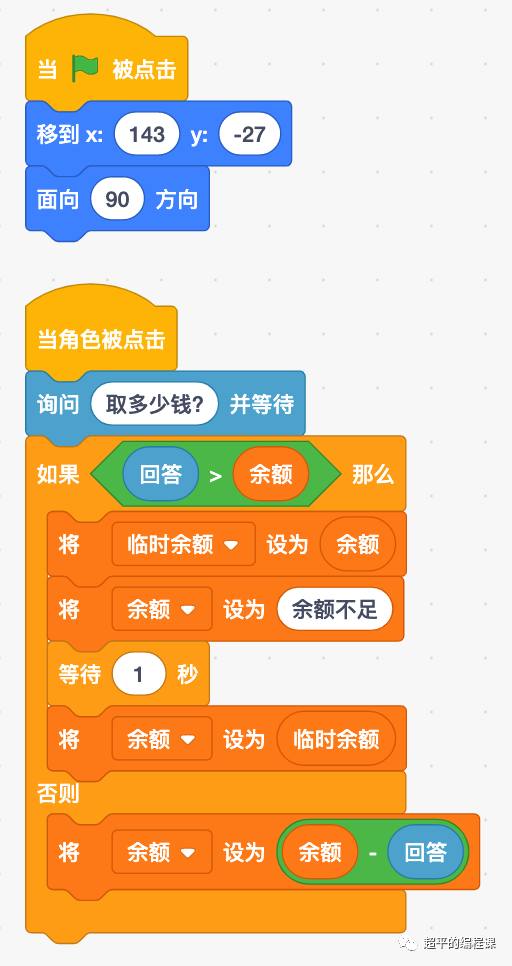 当 被点击
移到 x: 143 y: -27
面向 90 方向
当角色被点击
询问 取多少钱? 并等待
如果 回答 > 余额 那么
将 临时余额 设为 余额
将 余额 设为 余额不足
等待 1 秒
将 余额 设为 临时余额
否则
将 余额 设为 余额 - 回答
超平的编程课